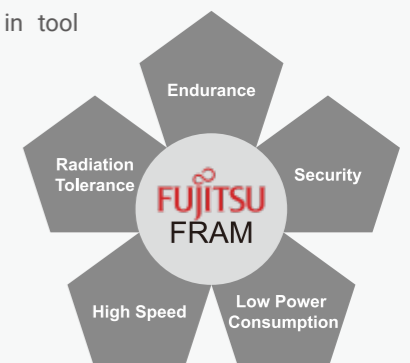 in tool
Endurance
Radiation
Tolerance
Security
FUJITSU
FRAM
High Speed
Low Power
Consumption